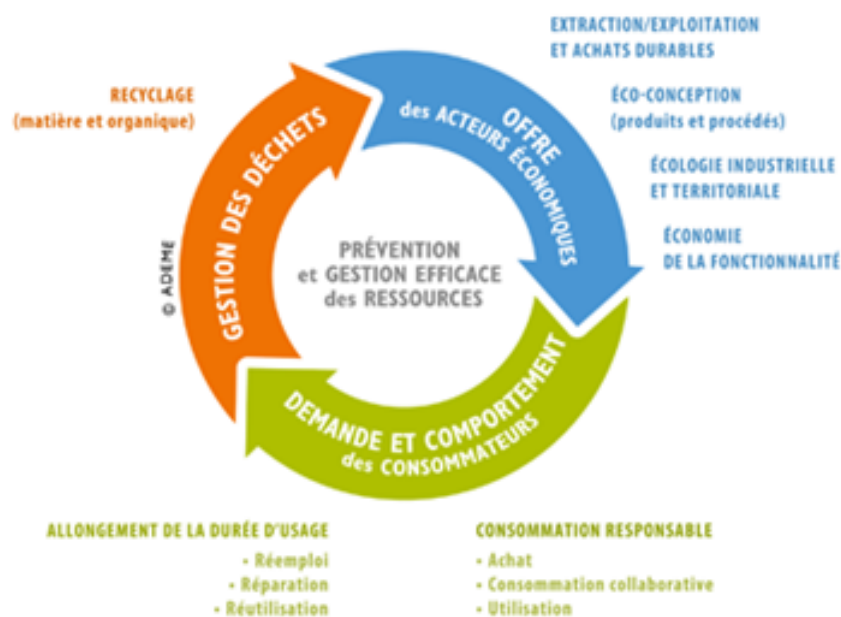 EXTRACTION/EXPLOITATION
ET ACHATS DURABLES
RECYCLAGE
(matière et organique)
ÉCO-CONCEPTION
(produits et procédés)
ÉCOLOGIE INDUSTRIELLE
ET TERRITORIALE
ÉCONOMIE
DE LA FONCTIONNALITÉ
OFFRE
des ACTEURS ÉCONOMIQUES
GESTION DES DÉCHETS
PRÉVENTION
et GESTION EFFICACE
des RESSOURCES
© ADEME
DEMANDE ET COMPORTEMENT
des CONSOMMATEURS
ALLONGEMENT DE LA DURÉE D'USAGE
• Réemploi
• Réparation
• Réutilisation
CONSOMMATION RESPONSABLE
• Achat
• Consommation collaborative
• Utilisation